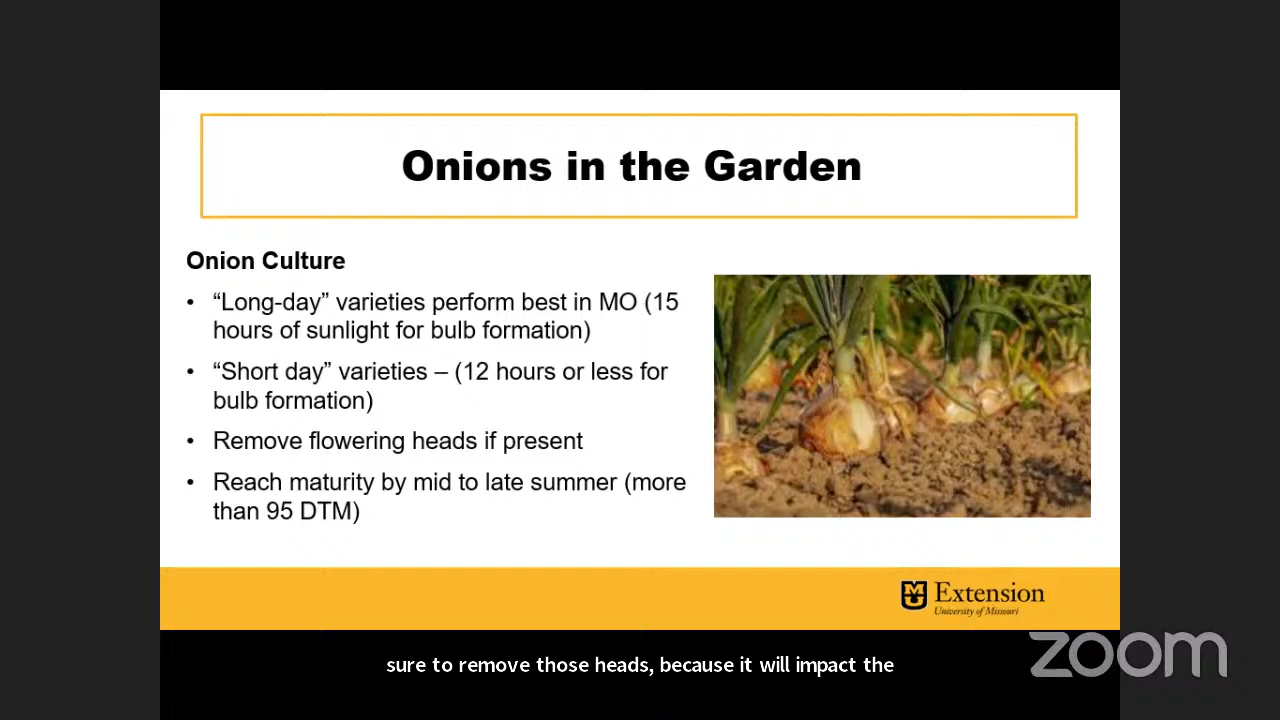 Onions in the Garden
Onion Culture
• “Long-day” varieties perform best in MO (15
hours of sunlight for bulb formation)
• “Short day” varieties – (12 hours or less for
bulb formation)
• Remove flowering heads if present
• Reach maturity by mid to late summer (more
than 95 DTM)
Extension
University of Missouri
sure to remove those heads, because it will impact the
zoom